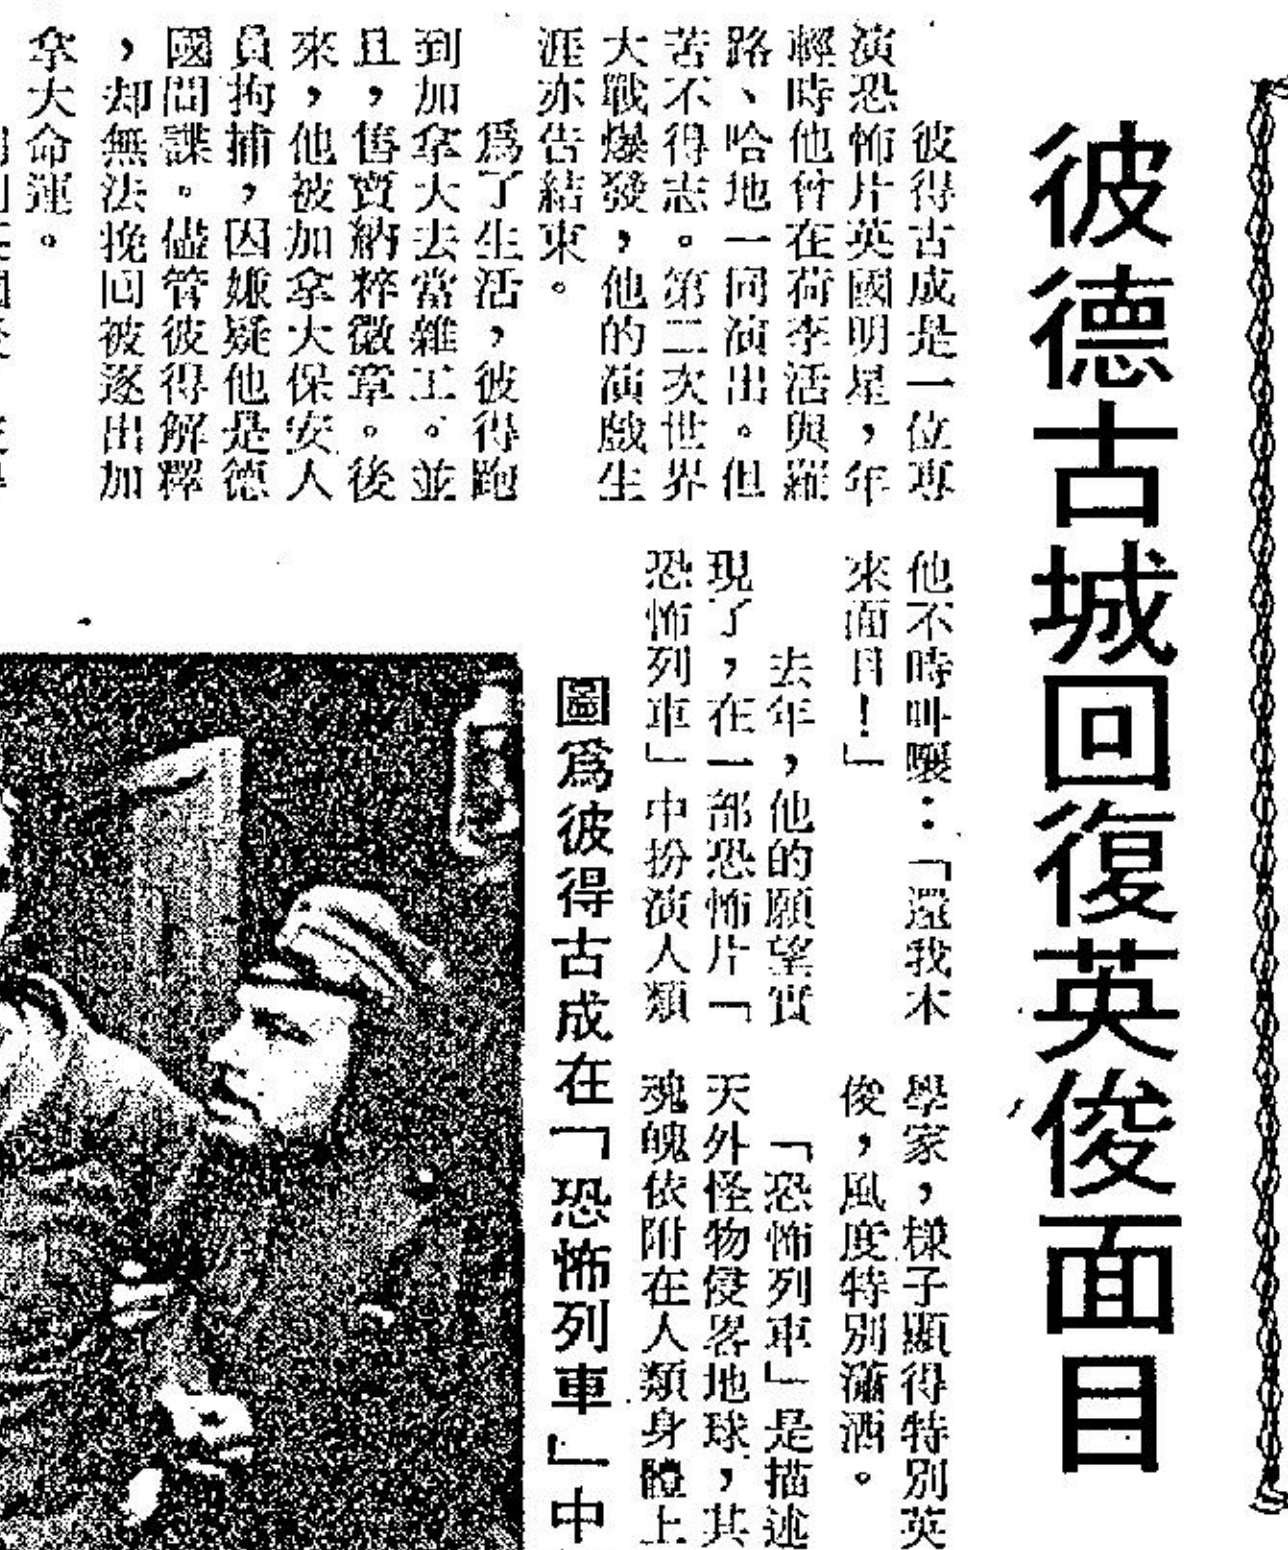 彼德古城回復英俊面目
彼得古成是一位專
演恐怖片英國明星，年
輕時他曾在荷李活與羅
路、哈地一同演出。但
苦不得志。第二次世界
大戰爆發，他的演戲生
涯亦告結束。
爲了生活，彼得跑
到加拿大去當雜工。並
且，售賣納粹徽章。後
來，他被加拿大保安人
員拘捕，因嫌疑他是德
國間諜。儘管彼得解釋
，却無法挽回被逐出加
拿大命運。
他不時叫嚷：「還我本
來面目！」
去年，他的願望實
現了，在一部恐怖片「
恐怖列車」中扮演人類
學家，樣子顯得特別英
俊，風度特別瀟洒。
「恐怖列車」是描述
天外怪物侵畧地球，其
魂魄依附在人類身體上
圖爲彼得古成在「恐怖列車」中